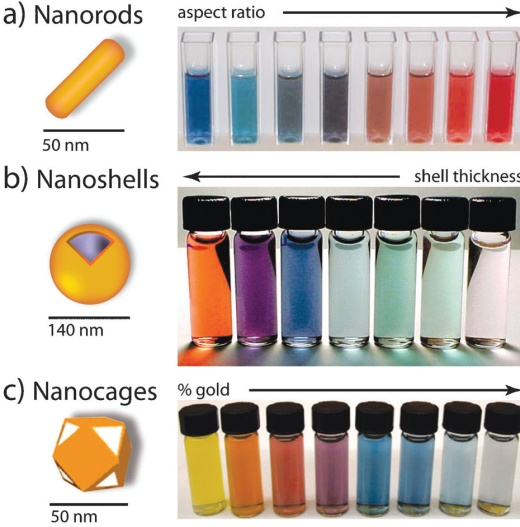 a) Nanorods
aspect ratio
50 nm
b) Nanoshells
shell thickness
140 nm
c) Nanocages
% gold
50 nm